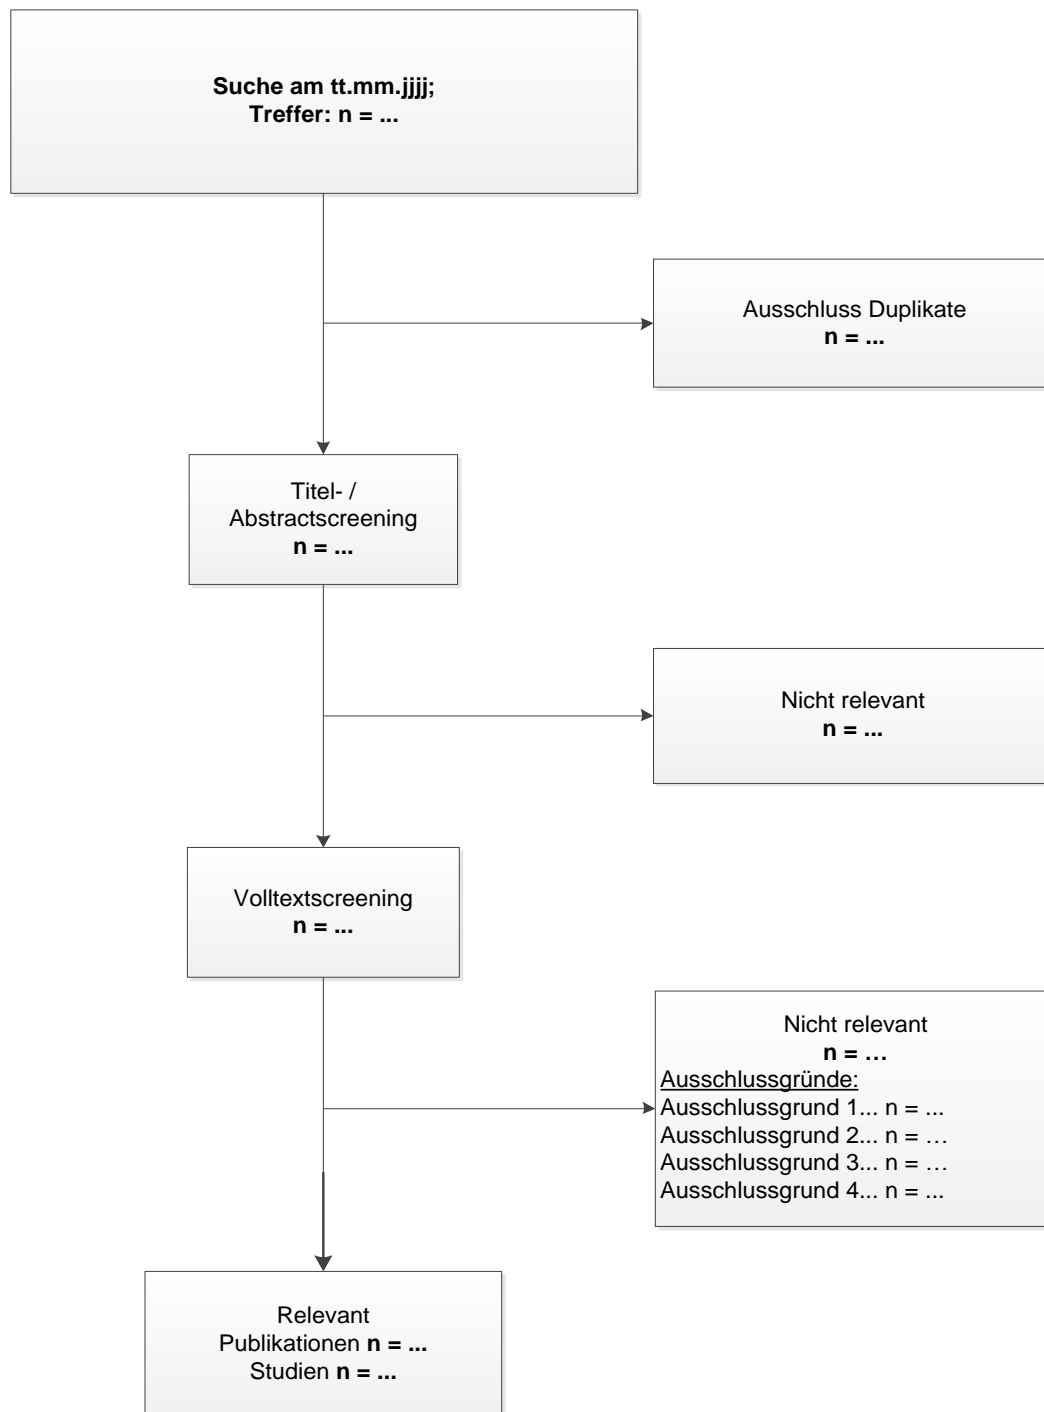 Suche am tt.mm.jjjj;
Treffer: n = ...
Ausschluss Duplikate
n = ...
Titel- /
Abstractscreening
n = ...
Nicht relevant
n = ...
Volltextscreening
n = ...
Nicht relevant
n = …
Ausschlussgründe:
Ausschlussgrund 1... n = ...
Ausschlussgrund 2... n = …
Ausschlussgrund 3... n = …
Ausschlussgrund 4... n = ...
Relevant
Publikationen n = ...
Studien n = ...